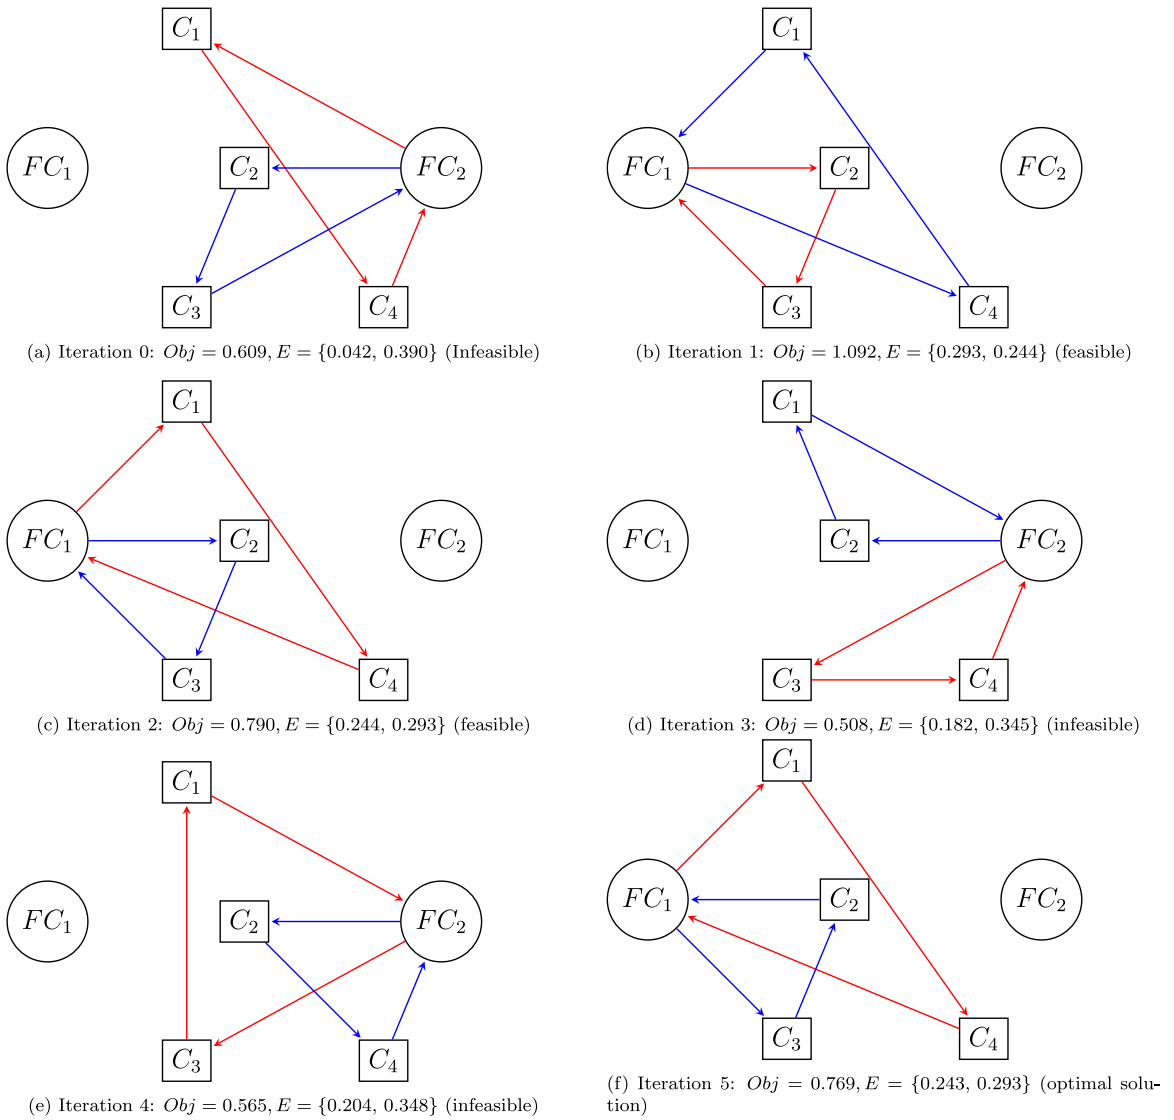 C₁
FC₁
C₂
FC₂
C₃
C₄
(a) Iteration 0: Obj = 0.609, E = {0.042, 0.390} (Infeasible)
C₁
FC₁
C₂
FC₂
C₃
C₄
(b) Iteration 1: Obj = 1.092, E = {0.293, 0.244} (feasible)
C₁
FC₁
C₂
FC₂
C₃
C₄
(c) Iteration 2: Obj = 0.790, E = {0.244, 0.293} (feasible)
C₁
FC₁
C₂
FC₂
C₃
C₄
(d) Iteration 3: Obj = 0.508, E = {0.182, 0.345} (infeasible)
C₁
FC₁
C₂
FC₂
C₃
C₄
(e) Iteration 4: Obj = 0.565, E = {0.204, 0.348} (infeasible)
C₁
FC₁
C₂
FC₂
C₃
C₄
(f) Iteration 5: Obj = 0.769, E = {0.243, 0.293} (optimal solu-
tion)